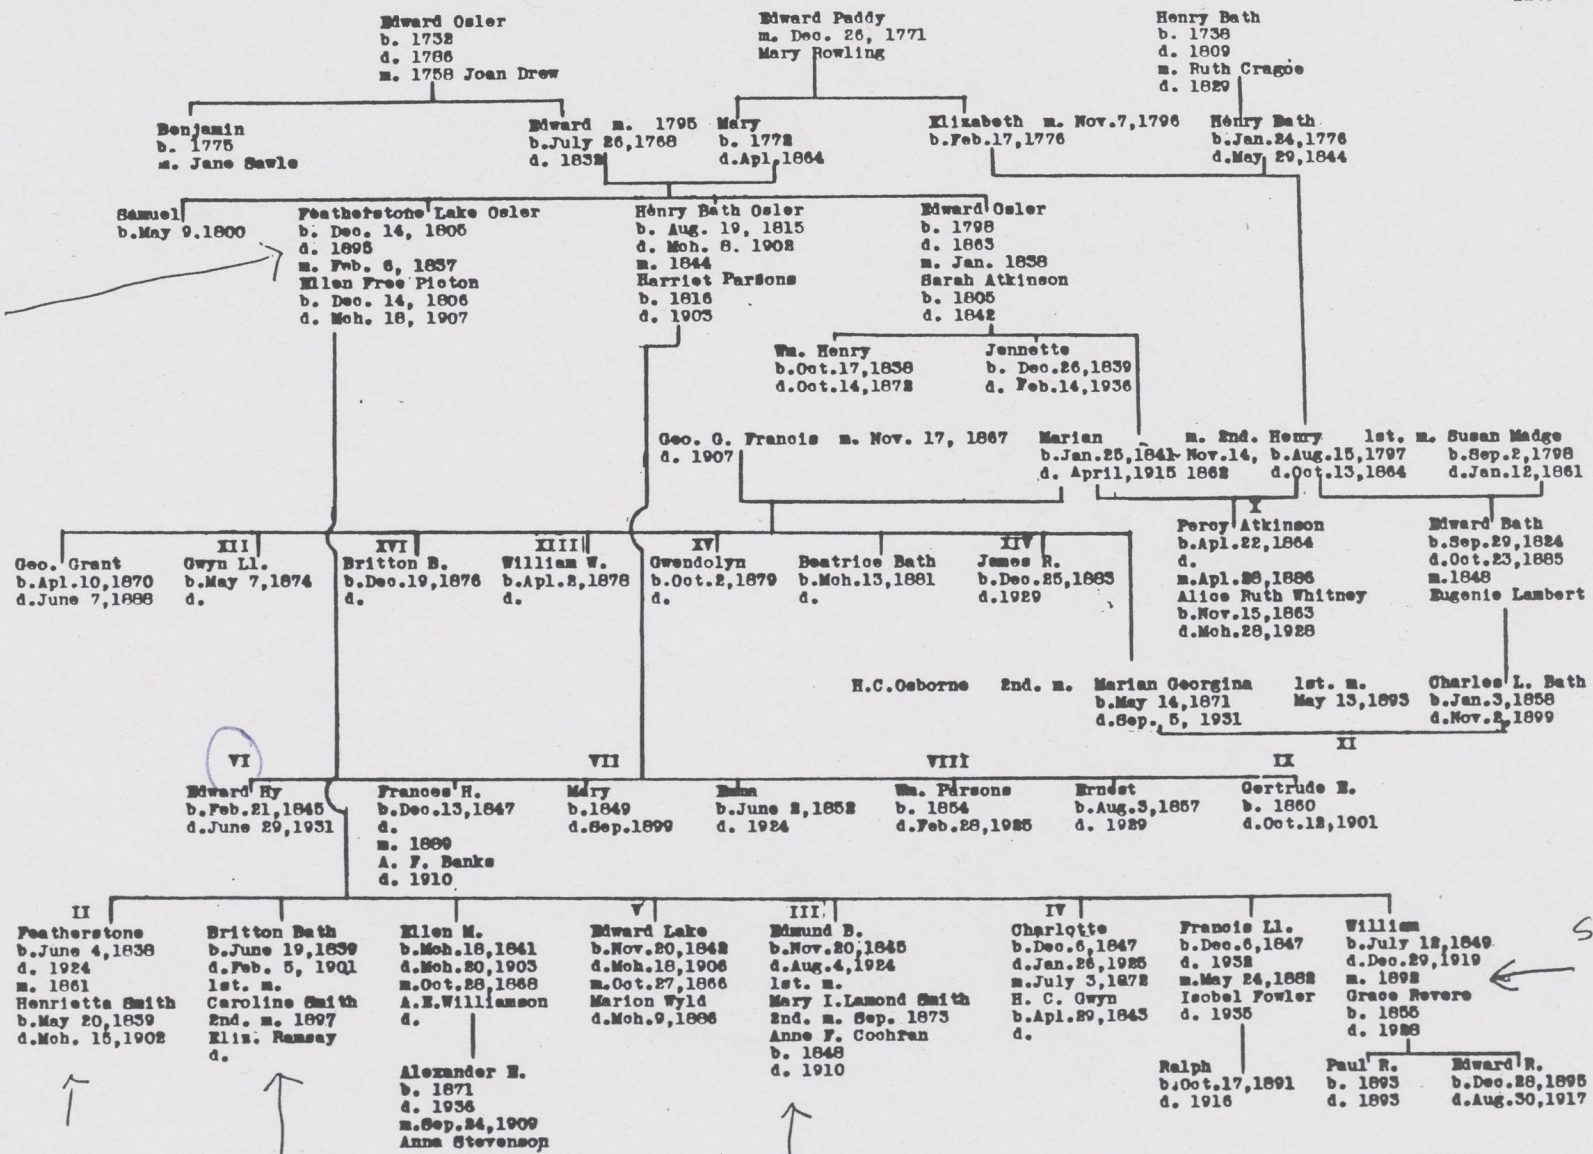 Edward Osler
b. 1732
d. 1786
m. 1758 Joan Drew
Edward Paddy
m. Dec. 26, 1771
Mary Rowling
Henry Bath
b. 1738
d. 1809
m. Ruth Cragoe
d. 1829
Benjamin
b. 1775
m. Jane Sawle
Edward m. 1795
b.July 26,1768
d. 1832
Mary
b. 1772
d.Apl.1864
Elizabeth m. Nov.7,1796
b.Feb.17,1776
Henry Bath
b.Jan.24,1776
d.May 29,1844
Samuel
b.May 9.1800
Featherstone Lake Osler
b. Dec. 14, 1805
d. 1895
m. Feb. 6, 1837
Ellen Free Picton
b. Dec. 14, 1806
d. Mch. 18, 1907
Henry Bath Osler
b. Aug. 19, 1815
d. Mch. 8. 1902
m. 1844
Harriet Parsons
b. 1816
d. 1903
Edward Osler
b. 1798
d. 1863
m. Jan. 1838
Sarah Atkinson
b. 1805
d. 1842
Wm. Henry
b.Oct.17,1838
d.Oct.14,1872
Jennette
b. Dec.26,1839
d. Feb.14,1936
Geo. G. Francis m. Nov. 17, 1867
d. 1907
Marian
b.Jan.25,1841
d. April,1915
m. 2nd.
Nov.14,
1862
Henry
b.Aug.15,1797
d.Oct.13,1864
1st. m. Susan Madge
b.Sep.2,1798
d.Jan.12,1861
Geo. Grant
b.Apl.10,1870
d.June 7,1888
XII
Gwyn Ll.
b.May 7,1874
d.
XVI
Britton B.
b.Dec.19,1876
d.
XIII
William W.
b.Apl.2,1878
d.
XV
Gwendolyn
b.Oct.2,1879
d.
Beatrice Bath
b.Mch.13,1881
d.
XIV
James R.
b.Dec.25,1883
d.1929
X
Percy Atkinson
b.Apl.22,1864
d.
m.Apl.28,1886
Alice Ruth Whitney
b.Nov.15,1863
d.Mch.28,1928
Edward Bath
b.Sep.29,1824
d.Oct.23,1885
m.1848
Eugenie Lambert
H.C.Osborne 2nd. m.
Marian Georgina
b.May 14,1871
d.Sep. 5, 1931
1st. m.
May 13,1893
Charles L. Bath
b.Jan.3,1858
d.Nov.2,1899
XI
VI
Edward Hy
b.Feb.21,1845
d.June 29,1931
Frances H.
b.Dec.13,1847
d.
m. 1889
A. F. Banks
d. 1910
VII
Mary
b.1849
d.Sep.1899
Emma
b.June 2,1852
d. 1924
VIII
Wm. Parsons
b. 1854
d.Feb.28,1925
Ernest
b.Aug.3,1857
d. 1929
IX
Gertrude E.
b. 1860
d.Oct.12,1901
II
Featherstone
b.June 4,1838
d. 1924
m. 1861
Henrietta Smith
b.May 20,1839
d.Mch. 15,1902
Britton Bath
b.June 19,1839
d.Feb. 5, 1901
1st. m.
Caroline Smith
2nd. m. 1897
Eliz. Ramsay
d.
Ellen M.
b.Mch.18,1841
d.Mch.20,1903
m.Oct.28,1868
A.E.Williamson
d.
Alexander E.
b. 1871
d. 1936
m.Sep.24,1909
Anna Stevenson
V
Edward Lake
b.Nov.20,1842
d.Mch.18,1906
m.Oct.27,1866
Marion Wyld
d.Mch.9,1886
III
Edmund B.
b.Nov.20,1845
d.Aug.4,1924
1st. m.
Mary I.Lamond Smith
2nd. m. Sep. 1873
Anne F. Cochran
b. 1848
d. 1910
IV
Charlotte
b.Dec.6,1847
d.Jan.26,1925
m.July 3,1872
H. C. Gwyn
b.Apl.29,1843
d.
Francis Ll.
b.Dec.6,1847
d. 1932
m.May 24,1882
Isobel Fowler
d. 1935
Ralph
b.Oct.17,1891
d. 1916
William
b.July 12,1849
d.Dec.29,1919
m. 1892
Grace Revere
b. 1855
d. 1928
Paul R.
b. 1893
d. 1893
Edward R.
b.Dec.28,1895
d.Aug.30,1917
S